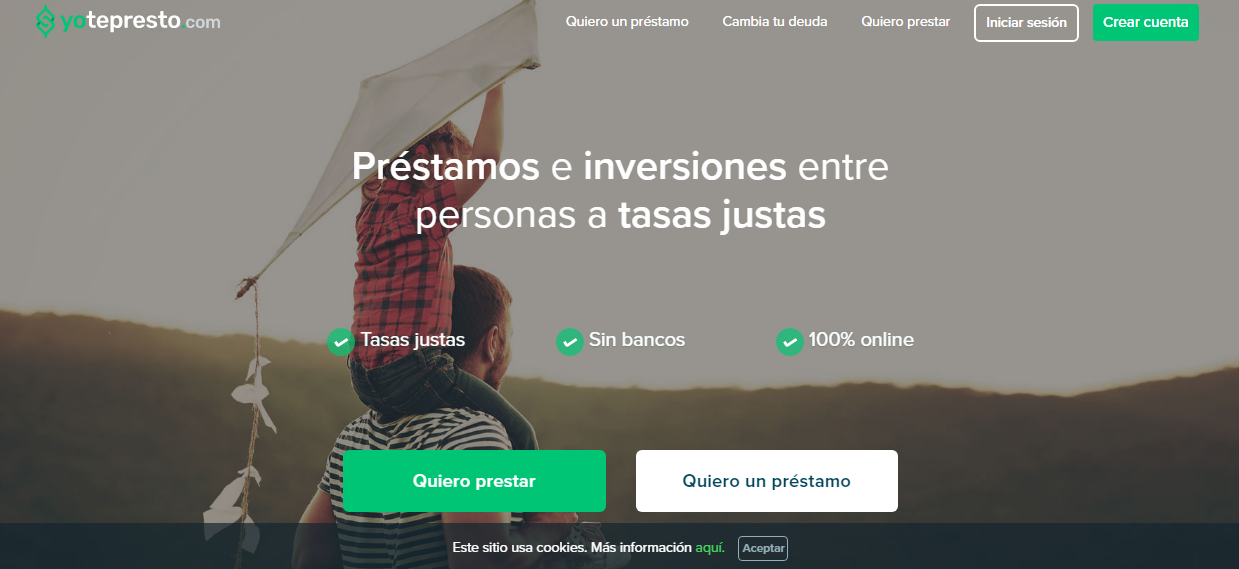 yotepresto.com
Quiero un préstamo
Cambia tu deuda
Quiero prestar
Iniciar sesión
Crear cuenta
Préstamos e inversiones entre
personas a tasas justas
Tasas justas
Sin bancos
100% online
Quiero prestar
Quiero un préstamo
Este sitio usa cookies. Más información aquí.
Aceptar